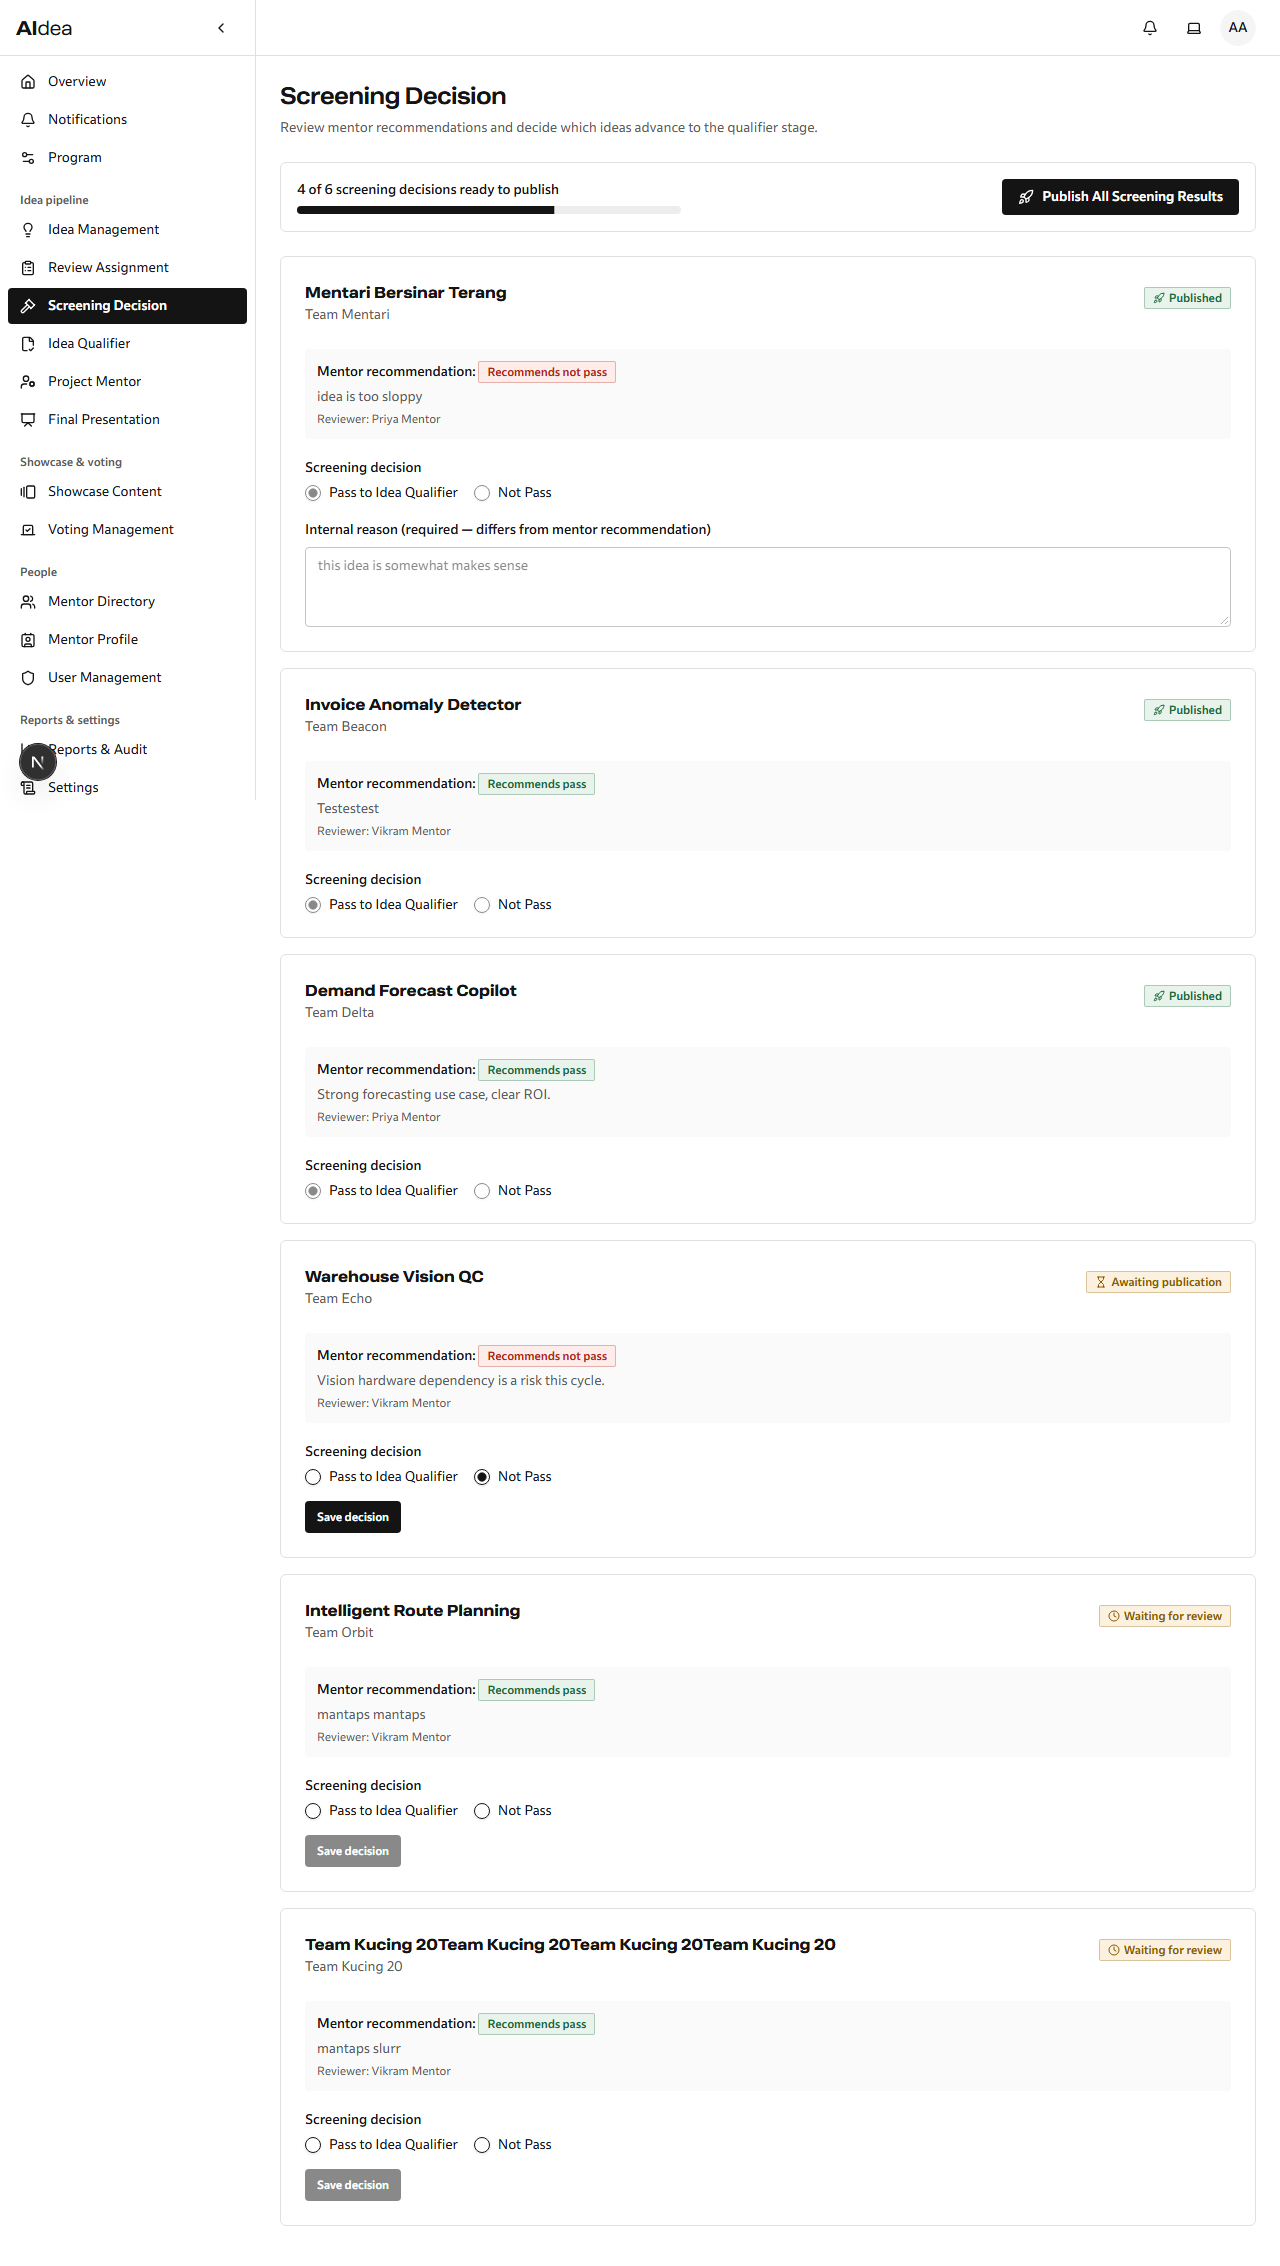 AIdea
AA
Overview
Notifications
Program
Idea pipeline
Idea Management
Review Assignment
Screening Decision
Idea Qualifier
Project Mentor
Final Presentation
Showcase & voting
Showcase Content
Voting Management
People
Mentor Directory
Mentor Profile
User Management
Reports & settings
Reports & Audit
N
Settings
Screening Decision
Review mentor recommendations and decide which ideas advance to the qualifier stage.
4 of 6 screening decisions ready to publish
Publish All Screening Results
Mentari Bersinar Terang
Published
Team Mentari
Mentor recommendation: Recommends not pass
idea is too sloppy
Reviewer: Priya Mentor
Screening decision
Pass to Idea Qualifier Not Pass
Internal reason (required — differs from mentor recommendation)
this idea is somewhat makes sense
Invoice Anomaly Detector
Published
Team Beacon
Mentor recommendation: Recommends pass
Testestest
Reviewer: Vikram Mentor
Screening decision
Pass to Idea Qualifier Not Pass
Demand Forecast Copilot
Published
Team Delta
Mentor recommendation: Recommends pass
Strong forecasting use case, clear ROI.
Reviewer: Priya Mentor
Screening decision
Pass to Idea Qualifier Not Pass
Warehouse Vision QC
Awaiting publication
Team Echo
Mentor recommendation: Recommends not pass
Vision hardware dependency is a risk this cycle.
Reviewer: Vikram Mentor
Screening decision
Pass to Idea Qualifier Not Pass
Save decision
Intelligent Route Planning
Waiting for review
Team Orbit
Mentor recommendation: Recommends pass
mantaps mantaps
Reviewer: Vikram Mentor
Screening decision
Pass to Idea Qualifier Not Pass
Save decision
Team Kucing 20Team Kucing 20Team Kucing 20Team Kucing 20
Waiting for review
Team Kucing 20
Mentor recommendation: Recommends pass
mantaps slurr
Reviewer: Vikram Mentor
Screening decision
Pass to Idea Qualifier Not Pass
Save decision